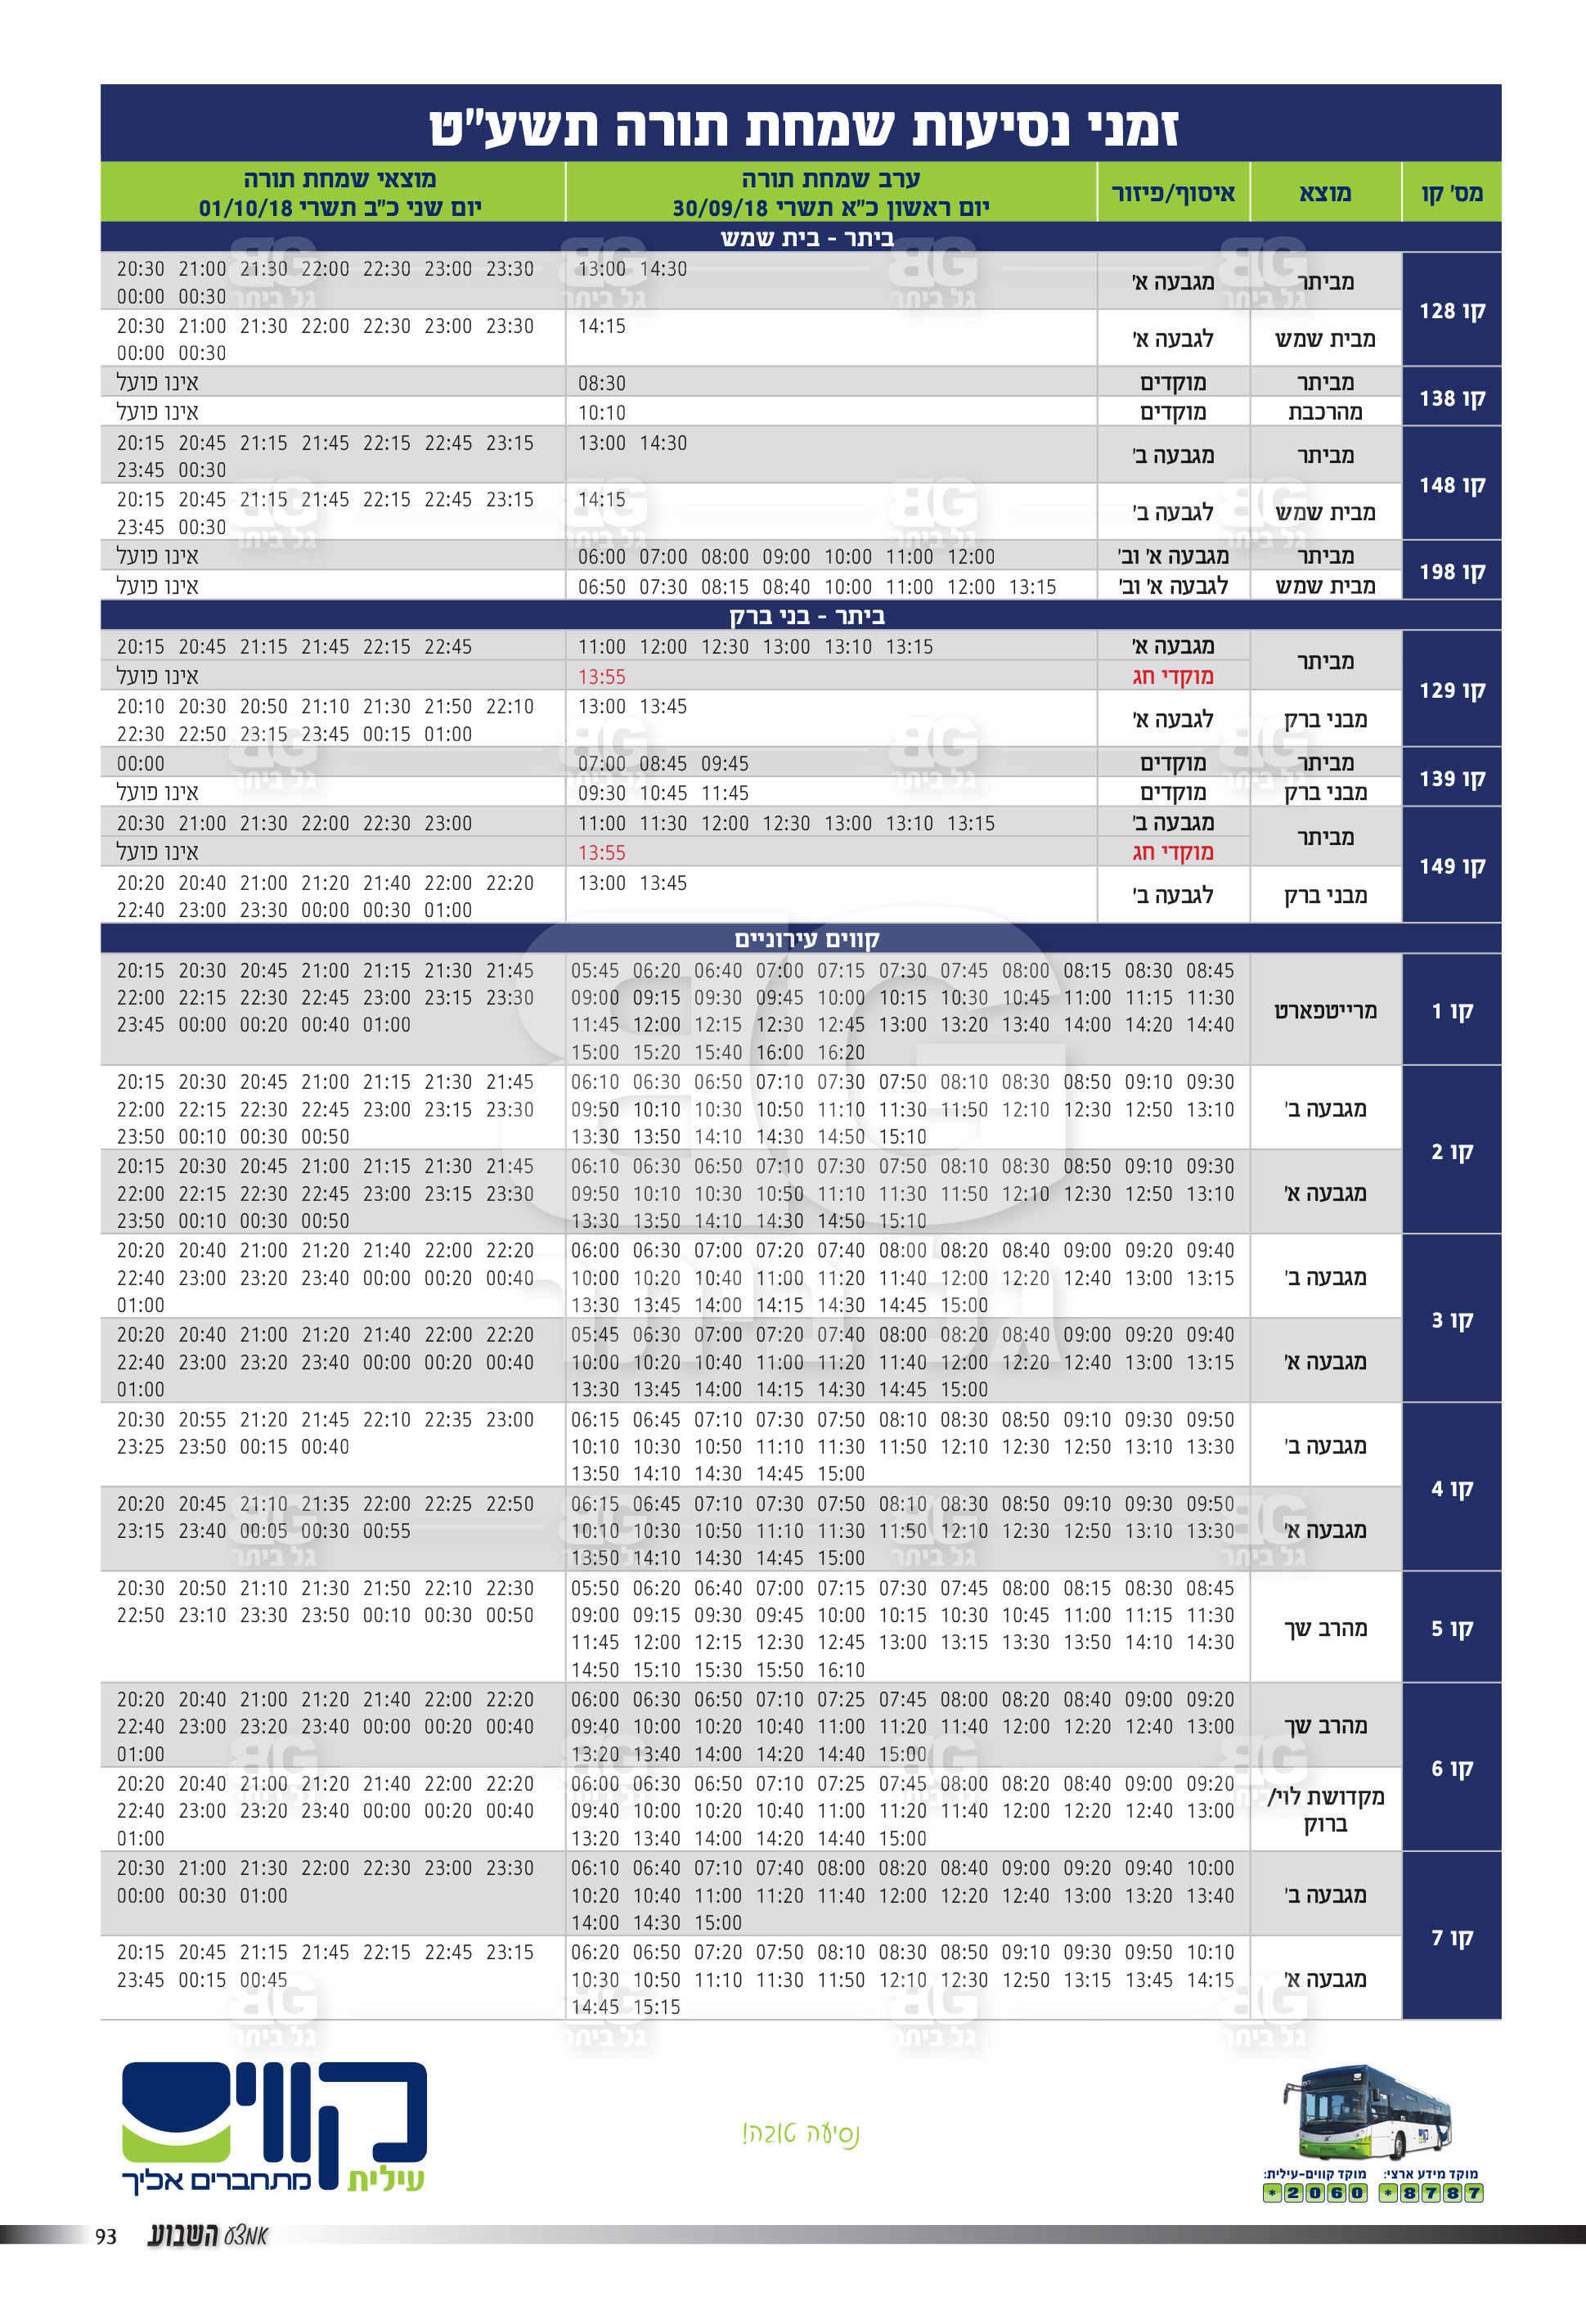 זמני נסיעות שמחת תורה תשע"ט
מס' קו מוצא איסוף/פיזור ערב שמחת תורה מוצאי שמחת תורה
יום ראשון כ"א תשרי 30/09/18 יום שני כ"ב תשרי 01/10/18
ביתר - בית שמש
קו 128
מביתר מגבעה א' 13:00 14:30
20:30 21:00 21:30 22:00 22:30 23:00 23:30
00:00 00:30
מבית שמש לגבעה א' 14:15
20:30 21:00 21:30 22:00 22:30 23:00 23:30
00:00 00:30
קו 138
מביתר מוקדים 08:30 אינו פועל
מהרכבת מוקדים 10:10 אינו פועל
קו 148
מביתר מגבעה ב' 13:00 14:30
20:15 20:45 21:15 21:45 22:15 22:45 23:15
23:45 00:30
מבית שמש לגבעה ב' 14:15
20:15 20:45 21:15 21:45 22:15 22:45 23:15
23:45 00:30
קו 198
מביתר מגבעה א' וב' 06:00 07:00 08:00 09:00 10:00 11:00 12:00 אינו פועל
מבית שמש לגבעה א' וב' 06:50 07:30 08:15 08:40 10:00 11:00 12:00 13:15 אינו פועל
ביתר - בני ברק
קו 129
מביתר מגבעה א' 11:00 12:00 12:30 13:00 13:10 13:15
20:15 20:45 21:15 21:45 22:15 22:45
מוקדי חג 13:55 אינו פועל
מבני ברק לגבעה א' 13:00 13:45
20:10 20:30 20:50 21:10 21:30 21:50 22:10
22:30 22:50 23:15 23:45 00:15 01:00
קו 139
מביתר מוקדים 07:00 08:45 09:45 00:00
מבני ברק מוקדים 09:30 10:45 11:45 אינו פועל
קו 149
מביתר מגבעה ב' 11:00 11:30 12:00 12:30 13:00 13:10 13:15
20:30 21:00 21:30 22:00 22:30 23:00
מוקדי חג 13:55 אינו פועל
מבני ברק לגבעה ב' 13:00 13:45
20:20 20:40 21:00 21:20 21:40 22:00 22:20
22:40 23:00 23:30 00:00 00:30 01:00
קווים עירוניים
קו 1
מרייטפארט
05:45 06:20 06:40 07:00 07:15 07:30 07:45 08:00 08:15 08:30 08:45
09:00 09:15 09:30 09:45 10:00 10:15 10:30 10:45 11:00 11:15 11:30
11:45 12:00 12:15 12:30 12:45 13:00 13:20 13:40 14:00 14:20 14:40
15:00 15:20 15:40 16:00 16:20
20:15 20:30 20:45 21:00 21:15 21:30 21:45
22:00 22:15 22:30 22:45 23:00 23:15 23:30
23:45 00:00 00:20 00:40 01:00
קו 2
מגבעה ב'
06:10 06:30 06:50 07:10 07:30 07:50 08:10 08:30 08:50 09:10 09:30
09:50 10:10 10:30 10:50 11:10 11:30 11:50 12:10 12:30 12:50 13:10
13:30 13:50 14:10 14:30 14:50 15:10
20:15 20:30 20:45 21:00 21:15 21:30 21:45
22:00 22:15 22:30 22:45 23:00 23:15 23:30
23:50 00:10 00:30 00:50
מגבעה א'
06:10 06:30 06:50 07:10 07:30 07:50 08:10 08:30 08:50 09:10 09:30
09:50 10:10 10:30 10:50 11:10 11:30 11:50 12:10 12:30 12:50 13:10
13:30 13:50 14:10 14:30 14:50 15:10
20:15 20:30 20:45 21:00 21:15 21:30 21:45
22:00 22:15 22:30 22:45 23:00 23:15 23:30
23:50 00:10 00:30 00:50
קו 3
מגבעה ב'
06:00 06:30 07:00 07:20 07:40 08:00 08:20 08:40 09:00 09:20 09:40
10:00 10:20 10:40 11:00 11:20 11:40 12:00 12:20 12:40 13:00 13:15
13:30 13:45 14:00 14:15 14:30 14:45 15:00
20:20 20:40 21:00 21:20 21:40 22:00 22:20
22:40 23:00 23:20 23:40 00:00 00:20 00:40
01:00
מגבעה א'
05:45 06:30 07:00 07:20 07:40 08:00 08:20 08:40 09:00 09:20 09:40
10:00 10:20 10:40 11:00 11:20 11:40 12:00 12:20 12:40 13:00 13:15
13:30 13:45 14:00 14:15 14:30 14:45 15:00
20:20 20:40 21:00 21:20 21:40 22:00 22:20
22:40 23:00 23:20 23:40 00:00 00:20 00:40
01:00
קו 4
מגבעה ב'
06:15 06:45 07:10 07:30 07:50 08:10 08:30 08:50 09:10 09:30 09:50
10:10 10:30 10:50 11:10 11:30 11:50 12:10 12:30 12:50 13:10 13:30
13:50 14:10 14:30 14:45 15:00
20:30 20:55 21:20 21:45 22:10 22:35 23:00
23:25 23:50 00:15 00:40
מגבעה א'
06:15 06:45 07:10 07:30 07:50 08:10 08:30 08:50 09:10 09:30 09:50
10:10 10:30 10:50 11:10 11:30 11:50 12:10 12:30 12:50 13:10 13:30
13:50 14:10 14:30 14:45 15:00
20:20 20:45 21:10 21:35 22:00 22:25 22:50
23:15 23:40 00:05 00:30 00:55
קו 5
מהרב שך
05:50 06:20 06:40 07:00 07:15 07:30 07:45 08:00 08:15 08:30 08:45
09:00 09:15 09:30 09:45 10:00 10:15 10:30 10:45 11:00 11:15 11:30
11:45 12:00 12:15 12:30 12:45 13:00 13:15 13:30 13:50 14:10 14:30
14:50 15:10 15:30 15:50 16:10
20:30 20:50 21:10 21:30 21:50 22:10 22:30
22:50 23:10 23:30 23:50 00:10 00:30 00:50
קו 6
מהרב שך
06:00 06:30 06:50 07:10 07:25 07:45 08:00 08:20 08:40 09:00 09:20
09:40 10:00 10:20 10:40 11:00 11:20 11:40 12:00 12:20 12:40 13:00
13:20 13:40 14:00 14:20 14:40 15:00
20:20 20:40 21:00 21:20 21:40 22:00 22:20
22:40 23:00 23:20 23:40 00:00 00:20 00:40
01:00
מקדושת לוי/
ברוק
06:00 06:30 06:50 07:10 07:25 07:45 08:00 08:20 08:40 09:00 09:20
09:40 10:00 10:20 10:40 11:00 11:20 11:40 12:00 12:20 12:40 13:00
13:20 13:40 14:00 14:20 14:40 15:00
20:20 20:40 21:00 21:20 21:40 22:00 22:20
22:40 23:00 23:20 23:40 00:00 00:20 00:40
01:00
קו 7
מגבעה ב'
06:10 06:40 07:10 07:40 08:00 08:20 08:40 09:00 09:20 09:40 10:00
10:20 10:40 11:00 11:20 11:40 12:00 12:20 12:40 13:00 13:20 13:40
14:00 14:30 15:00
20:30 21:00 21:30 22:00 22:30 23:00 23:30
00:00 00:30 01:00
מגבעה א'
06:20 06:50 07:20 07:50 08:10 08:30 08:50 09:10 09:30 09:50 10:10
10:30 10:50 11:10 11:30 11:50 12:10 12:30 12:50 13:15 13:45 14:15
14:45 15:15
20:15 20:45 21:15 21:45 22:15 22:45 23:15
23:45 00:15 00:45
BG
גל ביתר
מוקד מידע ארצי: מוקד קווים-עילית:
*8787 *2060
נסיעה טובה!
קווים
עילית מתחברים אליך
אמצע השבוע 93